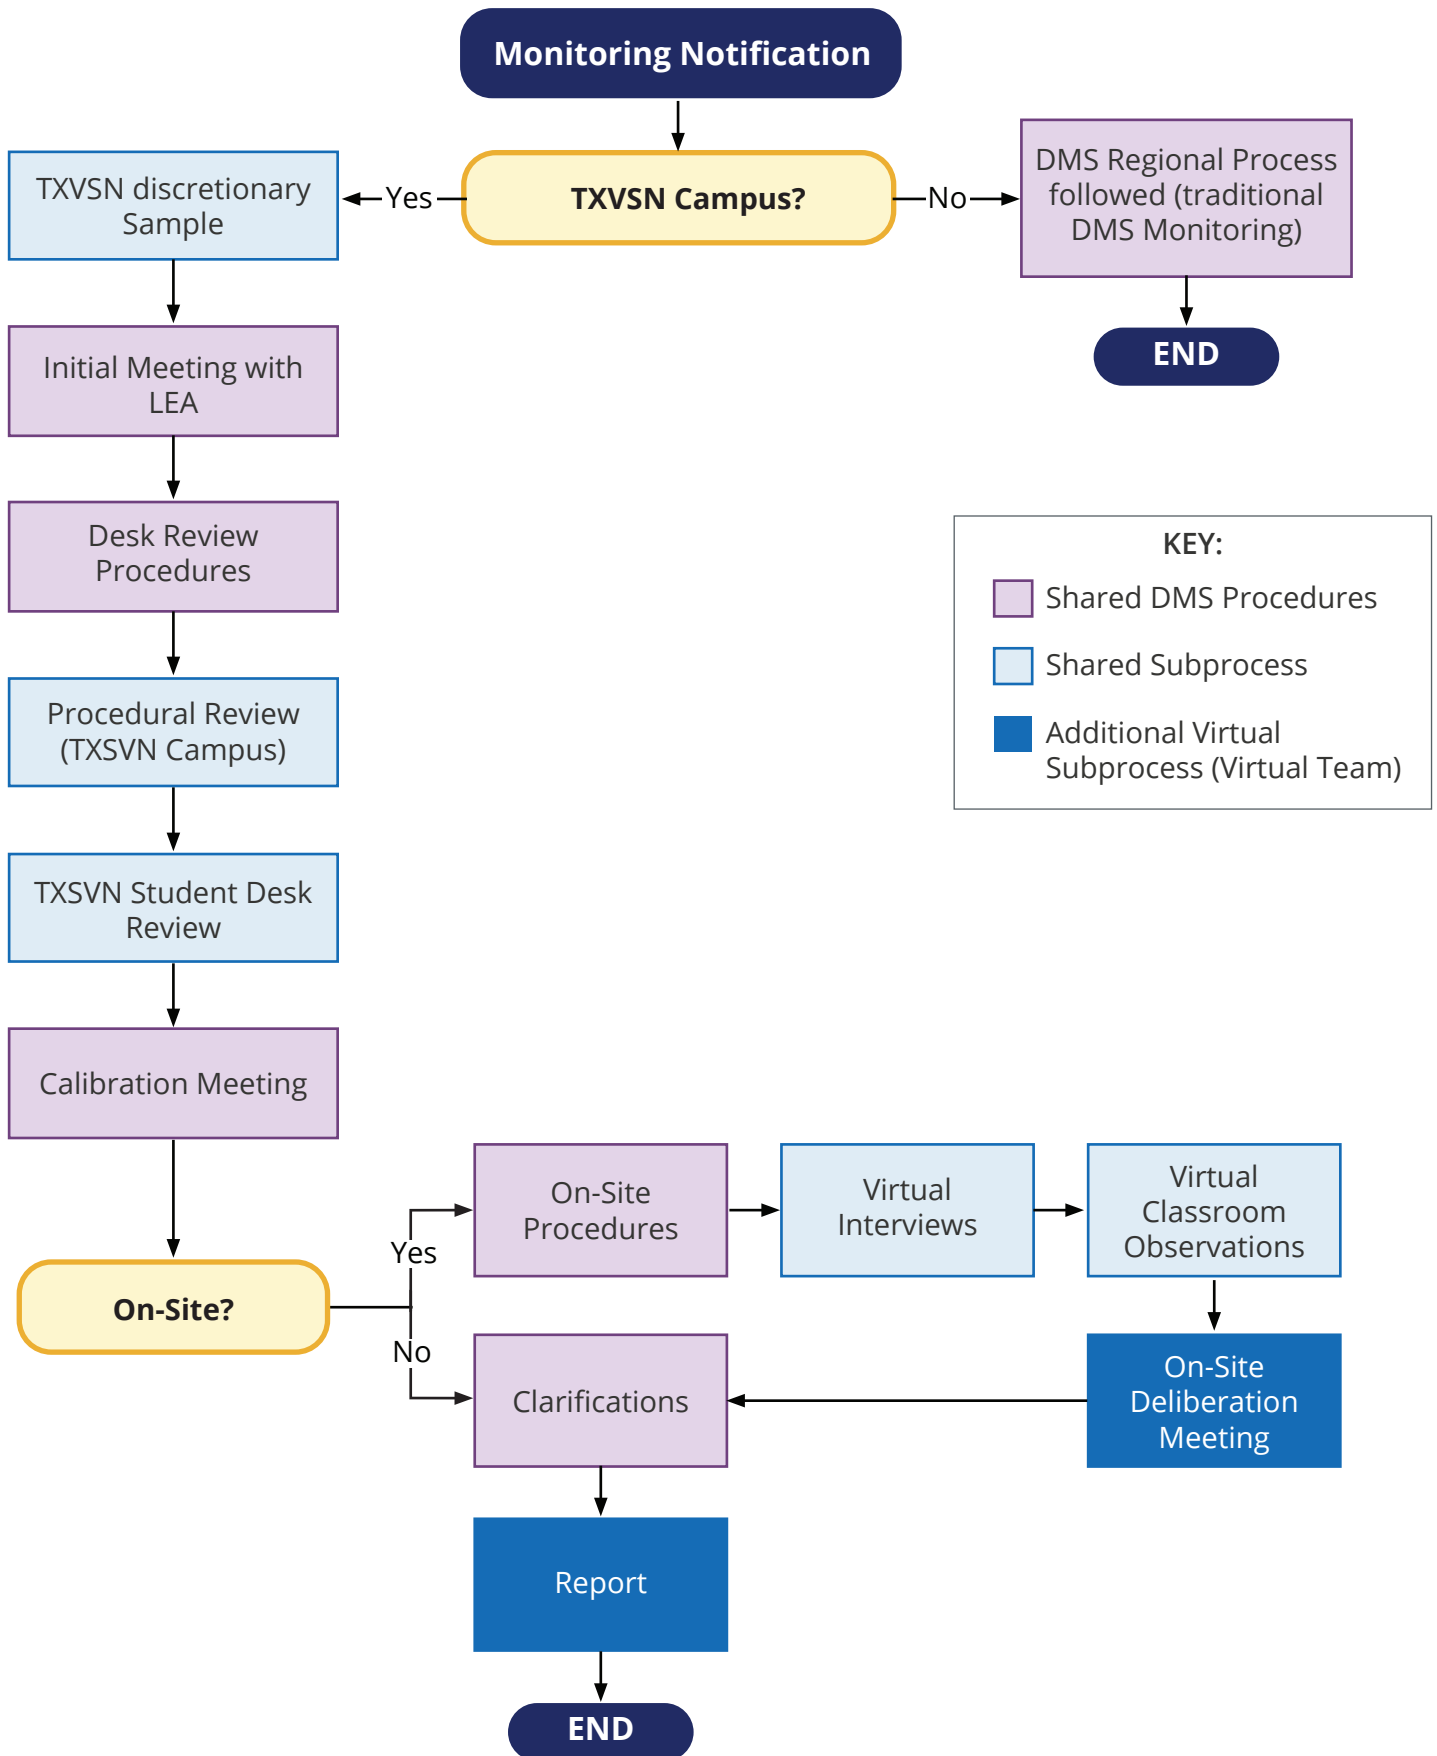 Monitoring Notification
TXVSN Campus?
Yes
No
TXVSN discretionary
Sample
DMS Regional Process
followed (traditional
DMS Monitoring)
END
Initial Meeting with
LEA
Desk Review
Procedures
KEY:
Shared DMS Procedures
Shared Subprocess
Additional Virtual
Subprocess (Virtual Team)
Procedural Review
(TXSVN Campus)
TXSVN Student Desk
Review
Calibration Meeting
On-Site?
Yes
No
On-Site
Procedures
Virtual
Interviews
Virtual
Classroom
Observations
On-Site
Deliberation
Meeting
Clarifications
Report
END